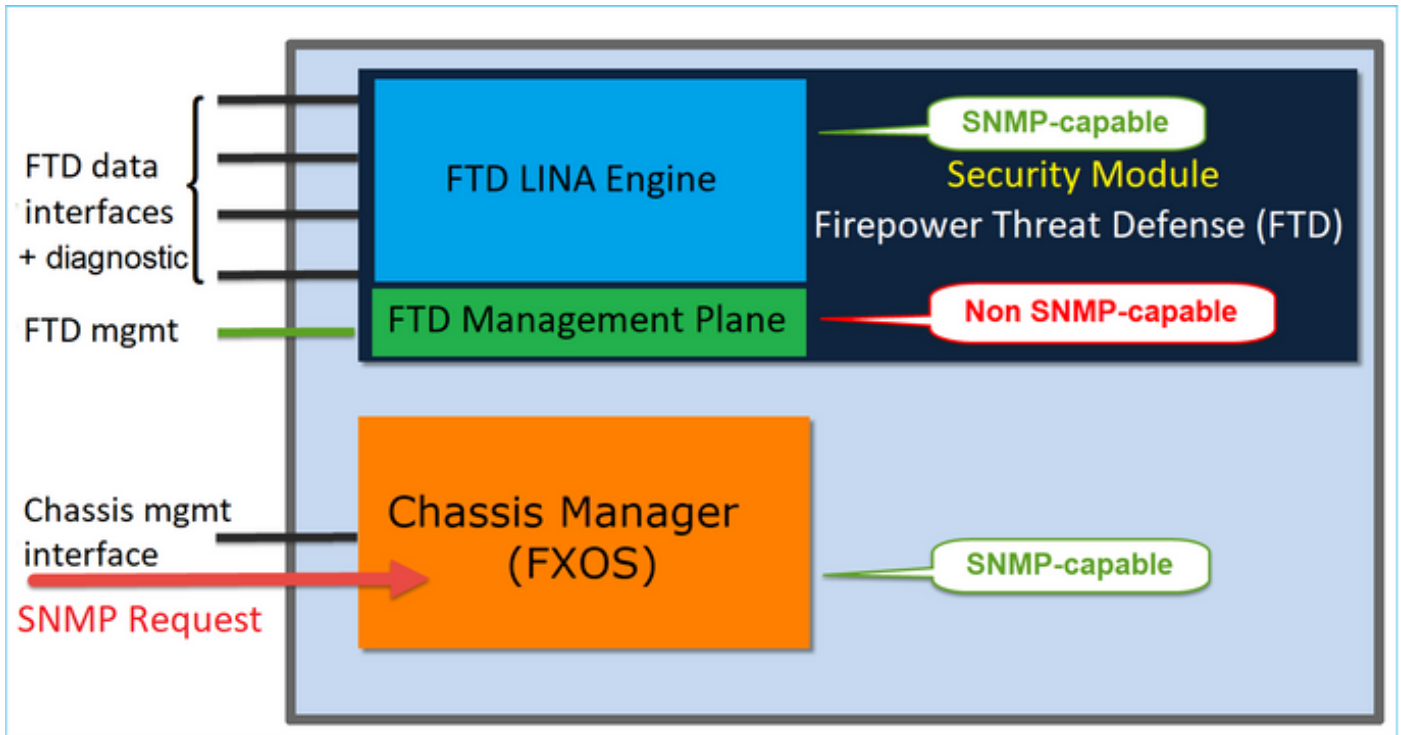 FTD data
interfaces
+ diagnostic
FTD mgmt
FTD LINA Engine
FTD Management Plane
SNMP-capable
Security Module
Firepower Threat Defense (FTD)
Non SNMP-capable
Chassis mgmt
interface
SNMP Request
Chassis Manager
(FXOS)
SNMP-capable